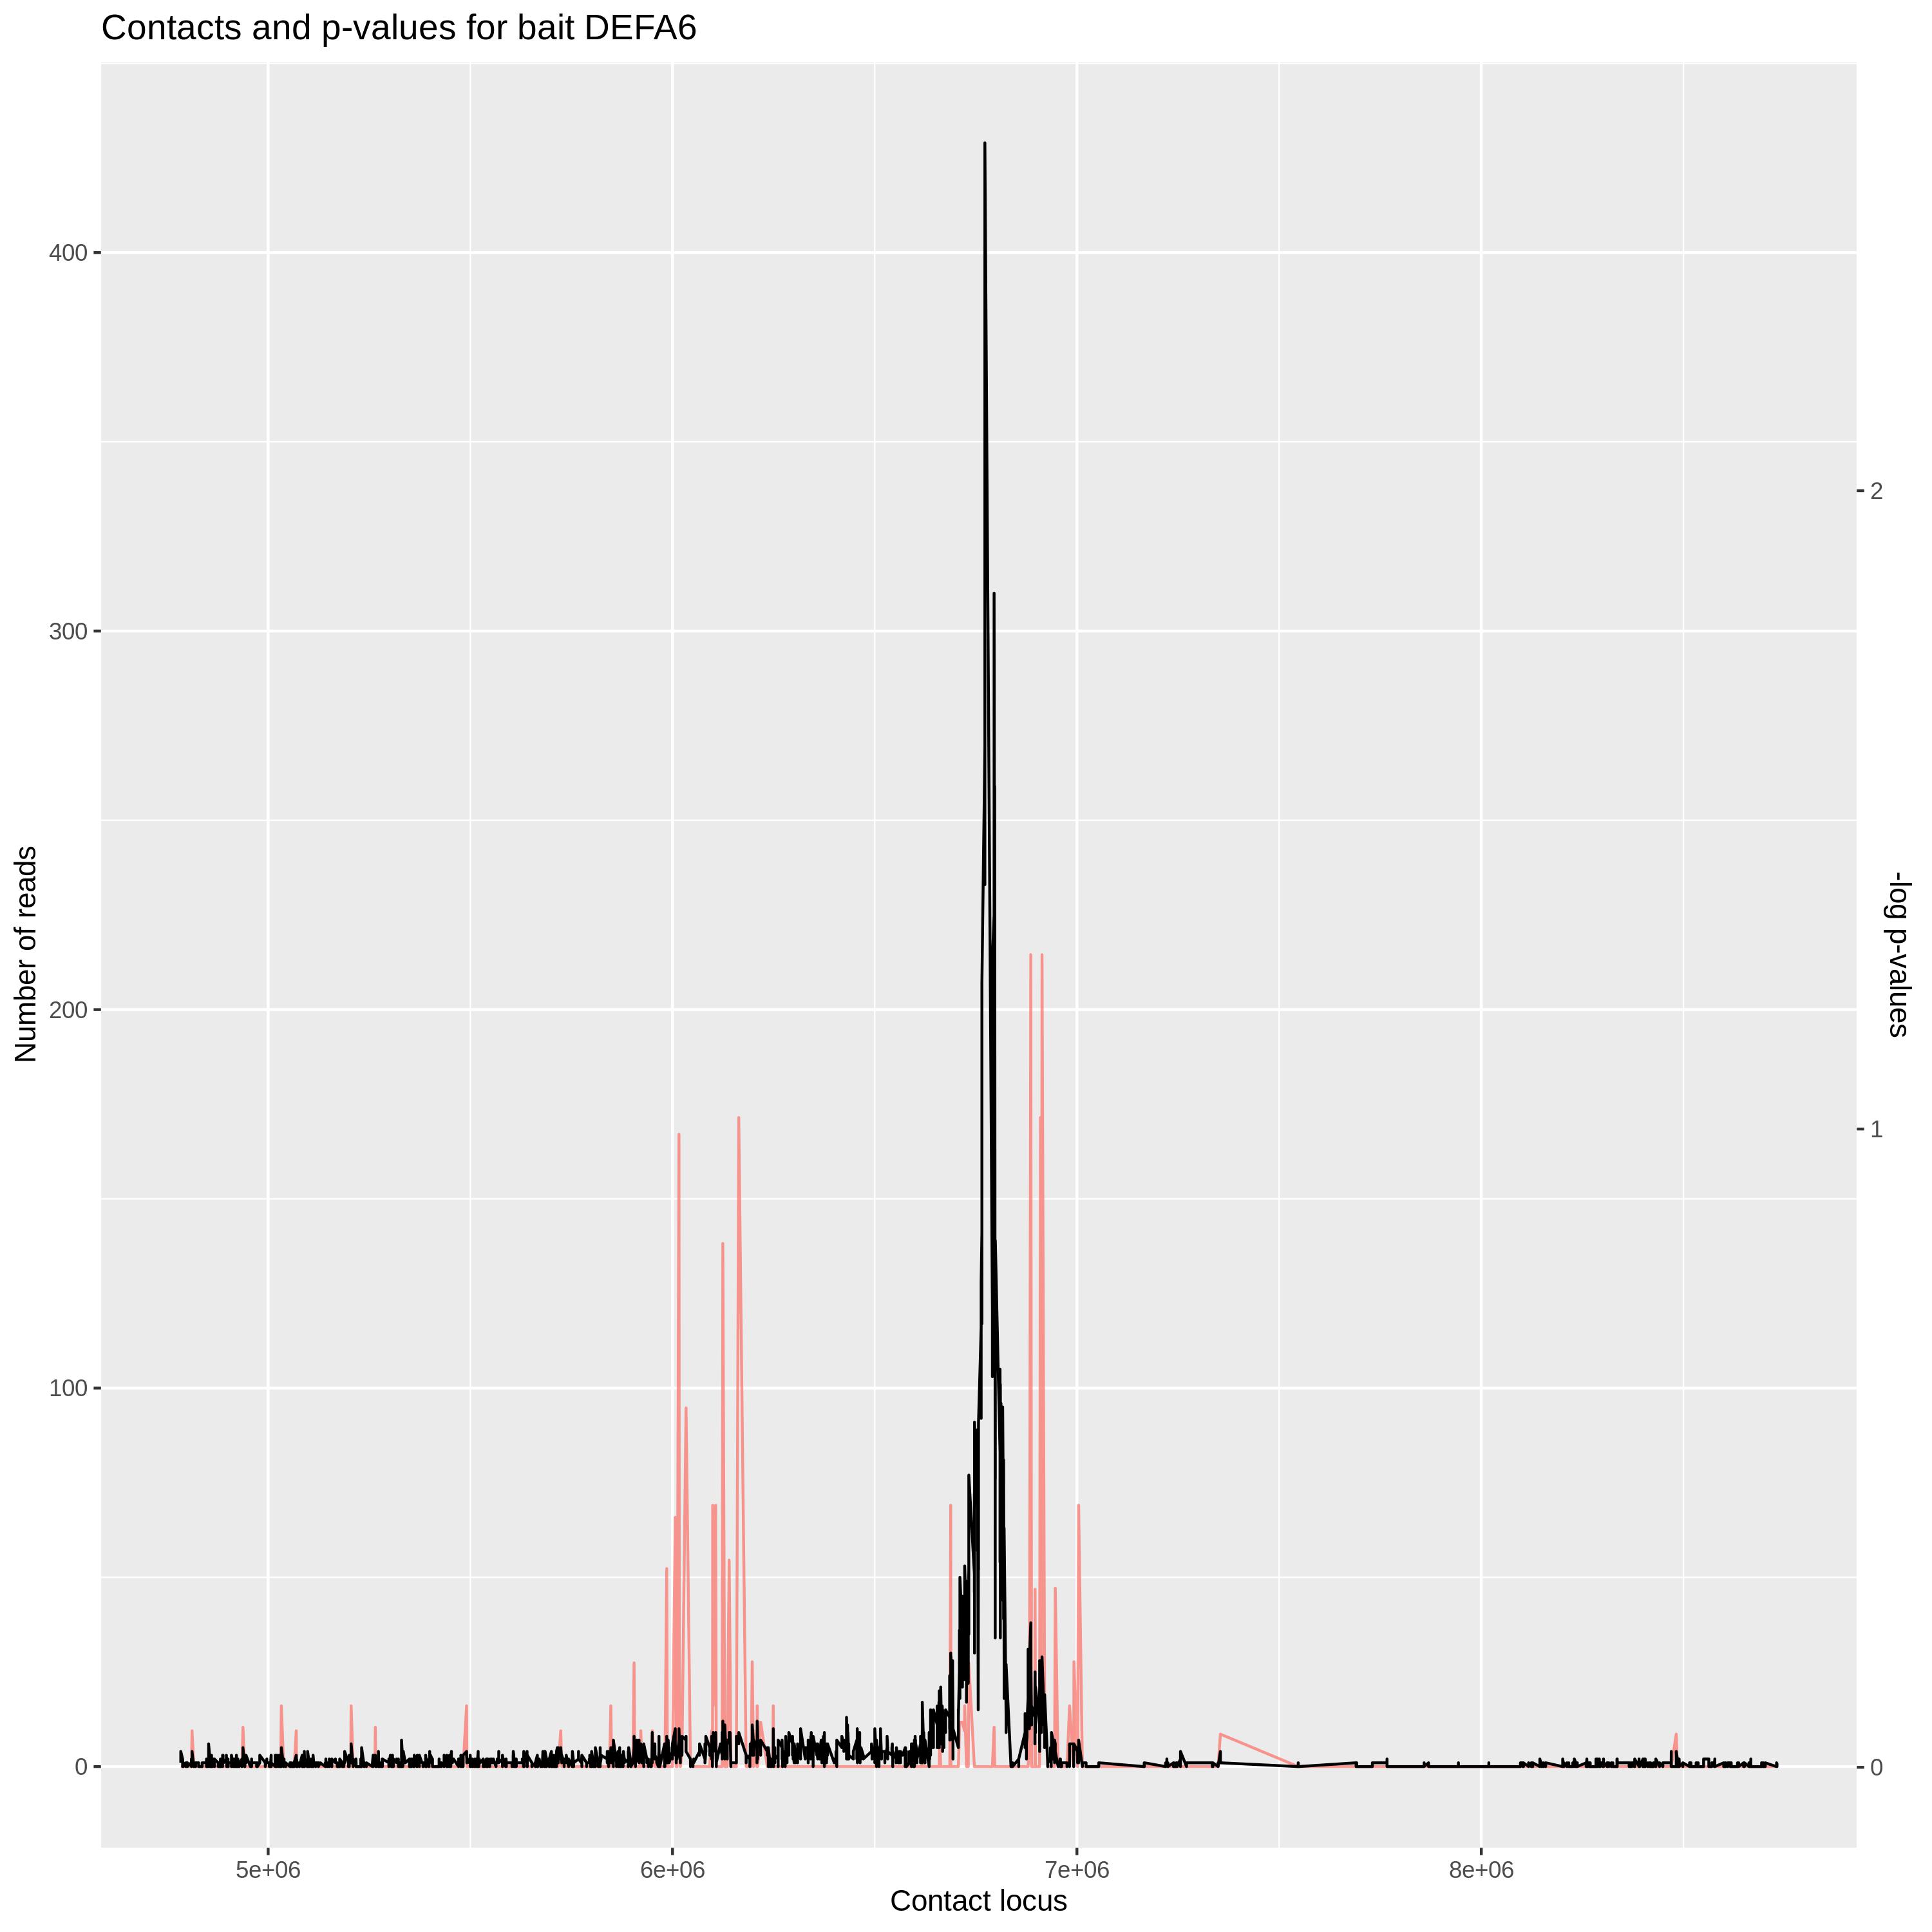 Contacts and p-values for bait DEFA6
400
300
200
100
0
Number of reads
2
1
0
-log p-values
5e+06
6e+06
7e+06
8e+06
Contact locus